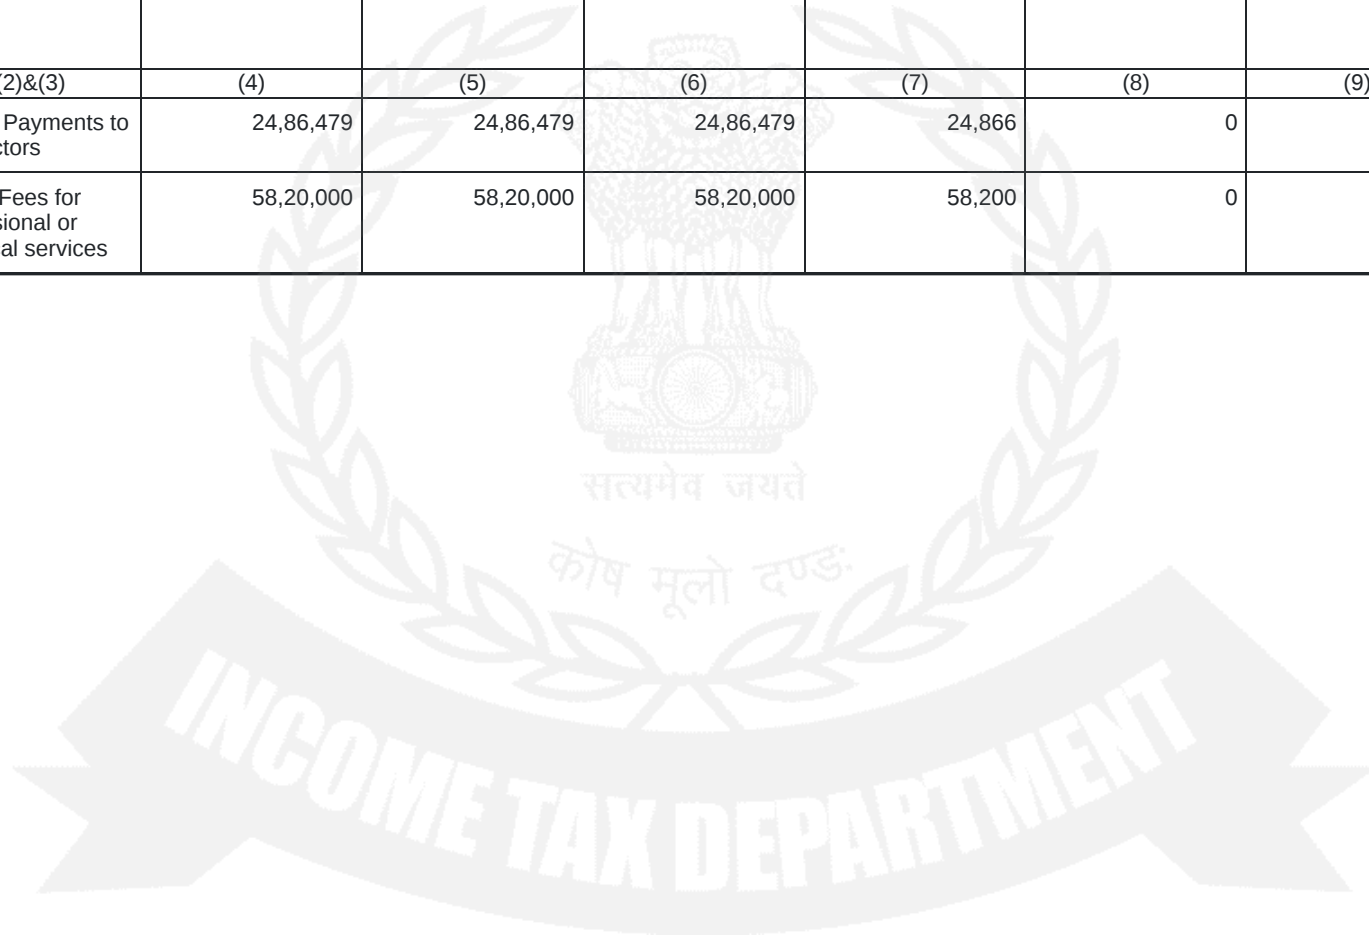 (2)&(3) (4) (5) (6) (7) (8) (9)
Payments to 24,86,479 24,86,479 24,86,479 24,866 0
ctors
Fees for 58,20,000 58,20,000 58,20,000 58,200 0
sional or
al services
सत्यमेव जयते
कोष मूलो दण्डः
INCOME TAX DEPARTMENT